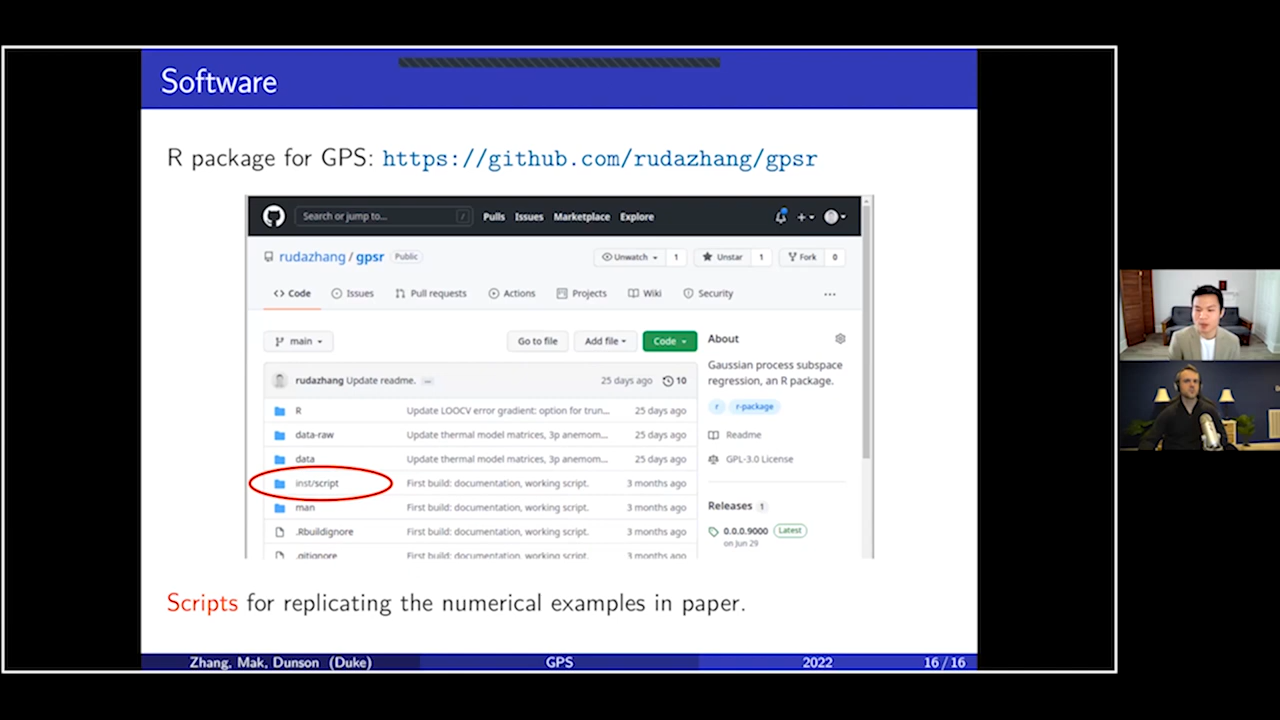 Software
R package for GPS: https://github.com/rudazhang/gpsr
Search or jump to... /
Pulls Issues Marketplace Explore
rudazhang / gpsr Public
Unwatch 1 Unstar 1 Fork 0
Code Issues Pull requests Actions Projects Wiki Security ...
main Go to file Add file Code
About
Gaussian process subspace
regression, an R package.
r r-package
Readme
GPL-3.0 License
Releases 1
0.0.0.9000 Latest
on Jun 29
rudazhang Update readme. ... 25 days ago 10
R Update LOOCV error gradient: option for trun... 25 days ago
data-raw Update thermal model matrices, 3p anemom... 25 days ago
data Update thermal model matrices, 3p anemom... 25 days ago
inst/script First build: documentation, working script. 3 months ago
man First build: documentation, working script. 3 months ago
.Rbuildignore First build: documentation, working script. 3 months ago
.gitignore First build: documentation, working script. 3 months ago
Scripts for replicating the numerical examples in paper.
Zhang, Mak, Dunson (Duke) GPS 2022 16 / 16